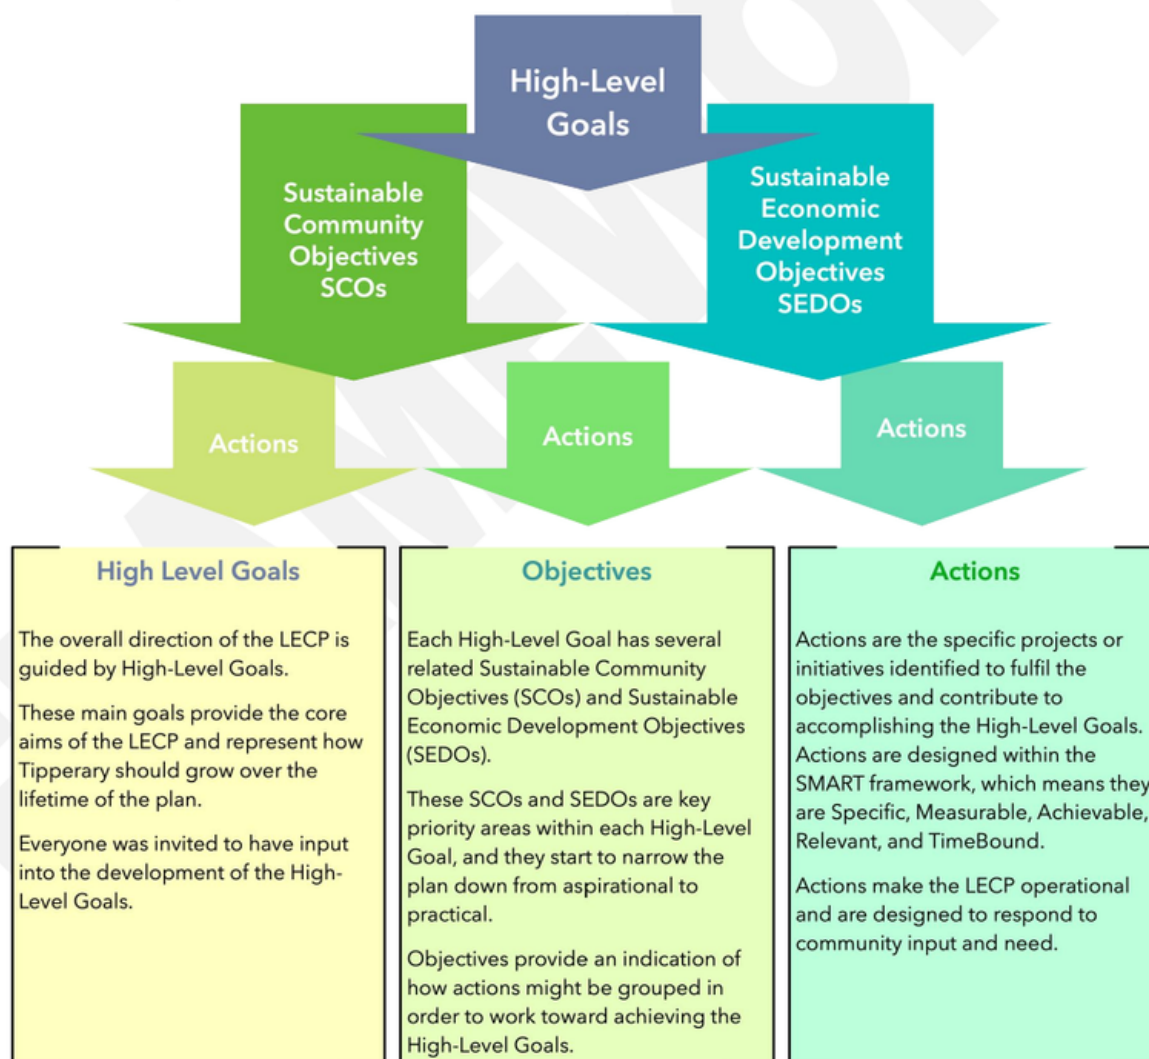 High-Level
Goals
Sustainable
Community
Objectives
SCOs
Sustainable
Economic
Development
Objectives
SEDOs
Actions
Actions
Actions
High Level Goals
The overall direction of the LECP is
guided by High-Level Goals.
These main goals provide the core
aims of the LECP and represent how
Tipperary should grow over the
lifetime of the plan.
Everyone was invited to have input
into the development of the High-
Level Goals.
Objectives
Each High-Level Goal has several
related Sustainable Community
Objectives (SCOs) and Sustainable
Economic Development Objectives
(SEDOs).
These SCOs and SEDOs are key
priority areas within each High-Level
Goal, and they start to narrow the
plan down from aspirational to
practical.
Objectives provide an indication of
how actions might be grouped in
order to work toward achieving the
High-Level Goals.
Actions
Actions are the specific projects or
initiatives identified to fulfil the
objectives and contribute to
accomplishing the High-Level Goals.
Actions are designed within the
SMART framework, which means they
are Specific, Measurable, Achievable,
Relevant, and TimeBound.
Actions make the LECP operational
and are designed to respond to
community input and need.